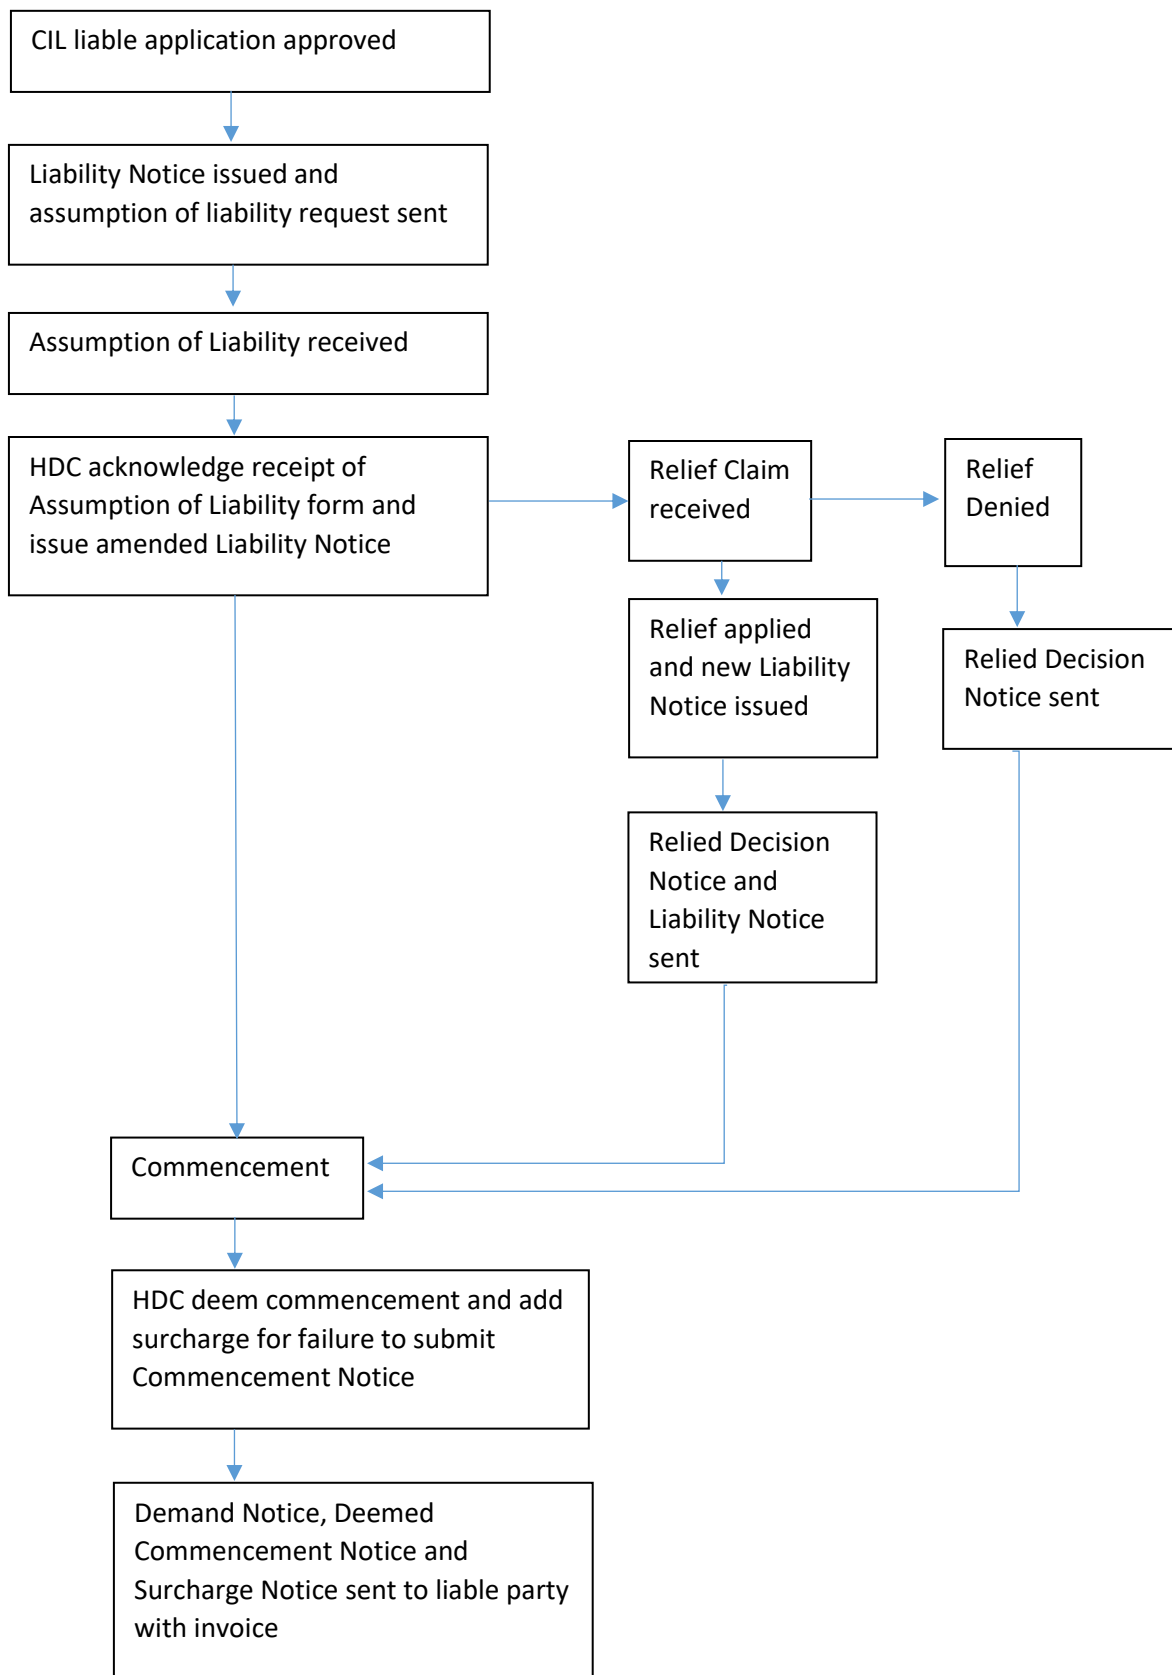 CIL liable application approved
Liability Notice issued and
assumption of liability request sent
Assumption of Liability received
HDC acknowledge receipt of
Assumption of Liability form and
issue amended Liability Notice
Relief Claim
received
Relief
Denied
Relief applied
and new Liability
Notice issued
Relied Decision
Notice sent
Relied Decision
Notice and
Liability Notice
sent
Commencement
HDC deem commencement and add
surcharge for failure to submit
Commencement Notice
Demand Notice, Deemed
Commencement Notice and
Surcharge Notice sent to liable party
with invoice